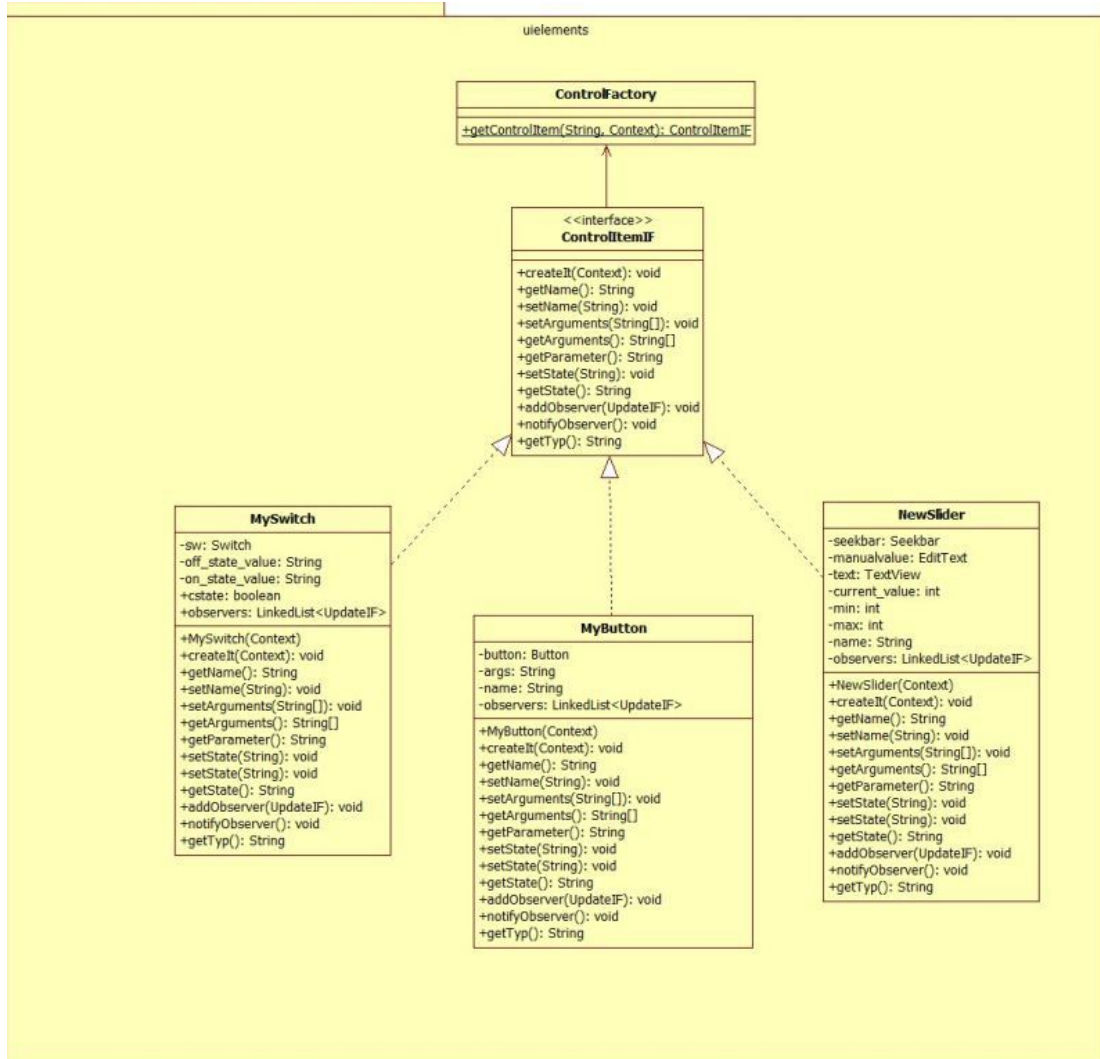 uielements
ControlFactory
+getControlItem(String, Context): ControlItemIF
<<interface>>
ControlItemIF
+createIt(Context): void
+getName(): String
+setName(String): void
+setArguments(String[]): void
+getArguments(): String[]
+getParameter(): String
+setState(String): void
+getState(): String
+addObserver(UpdateIF): void
+notifyObserver(): void
+getTyp(): String
MySwitch
-sw: Switch
-off_state_value: String
-on_state_value: String
+cstate: boolean
+observers: LinkedList<UpdateIF>
+MySwitch(Context)
+createIt(Context): void
+getName(): String
+setName(String): void
+setArguments(String[]): void
+getArguments(): String[]
+getParameter(): String
+setState(String): void
+setState(String): void
+getState(): String
+addObserver(UpdateIF): void
+notifyObserver(): void
+getTyp(): String
MyButton
-button: Button
-args: String
-name: String
-observers: LinkedList<UpdateIF>
+MyButton(Context)
+createIt(Context): void
+getName(): String
+setName(String): void
+setArguments(String[]): void
+getArguments(): String[]
+getParameter(): String
+setState(String): void
+setState(String): void
+getState(): String
+addObserver(UpdateIF): void
+notifyObserver(): void
+getTyp(): String
NewSlider
-seekbar: Seekbar
-manualvalue: EditText
-text: TextView
-current_value: int
-min: int
-max: int
-name: String
-observers: LinkedList<UpdateIF>
+NewSlider(Context)
+createIt(Context): void
+getName(): String
+setName(String): void
+setArguments(String[]): void
+getArguments(): String[]
+getParameter(): String
+setState(String): void
+setState(String): void
+getState(): String
+addObserver(UpdateIF): void
+notifyObserver(): void
+getTyp(): String